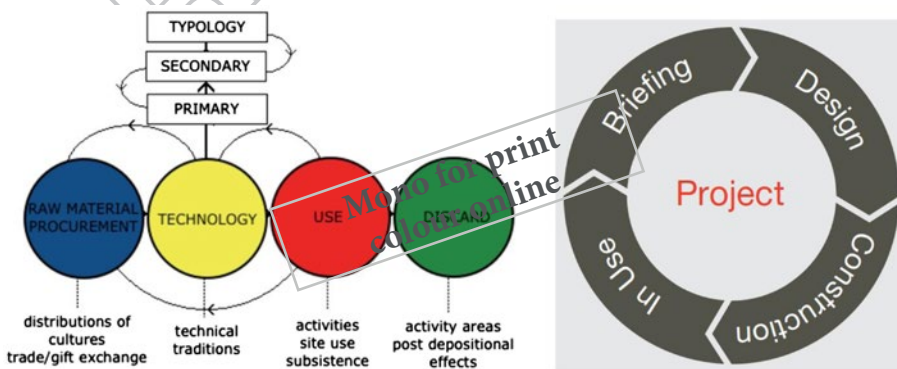 TYPOLOGY
SECONDARY
PRIMARY
RAW MATERIAL
PROCUREMENT
TECHNOLOGY
USE
DISCARD
distributions of
cultures
trade/gift exchange
technical
traditions
activities
site use
subsistence
activity areas
post depositional
effects
Mono for print
colour online
Briefing
Design
Construction
In Use
Project